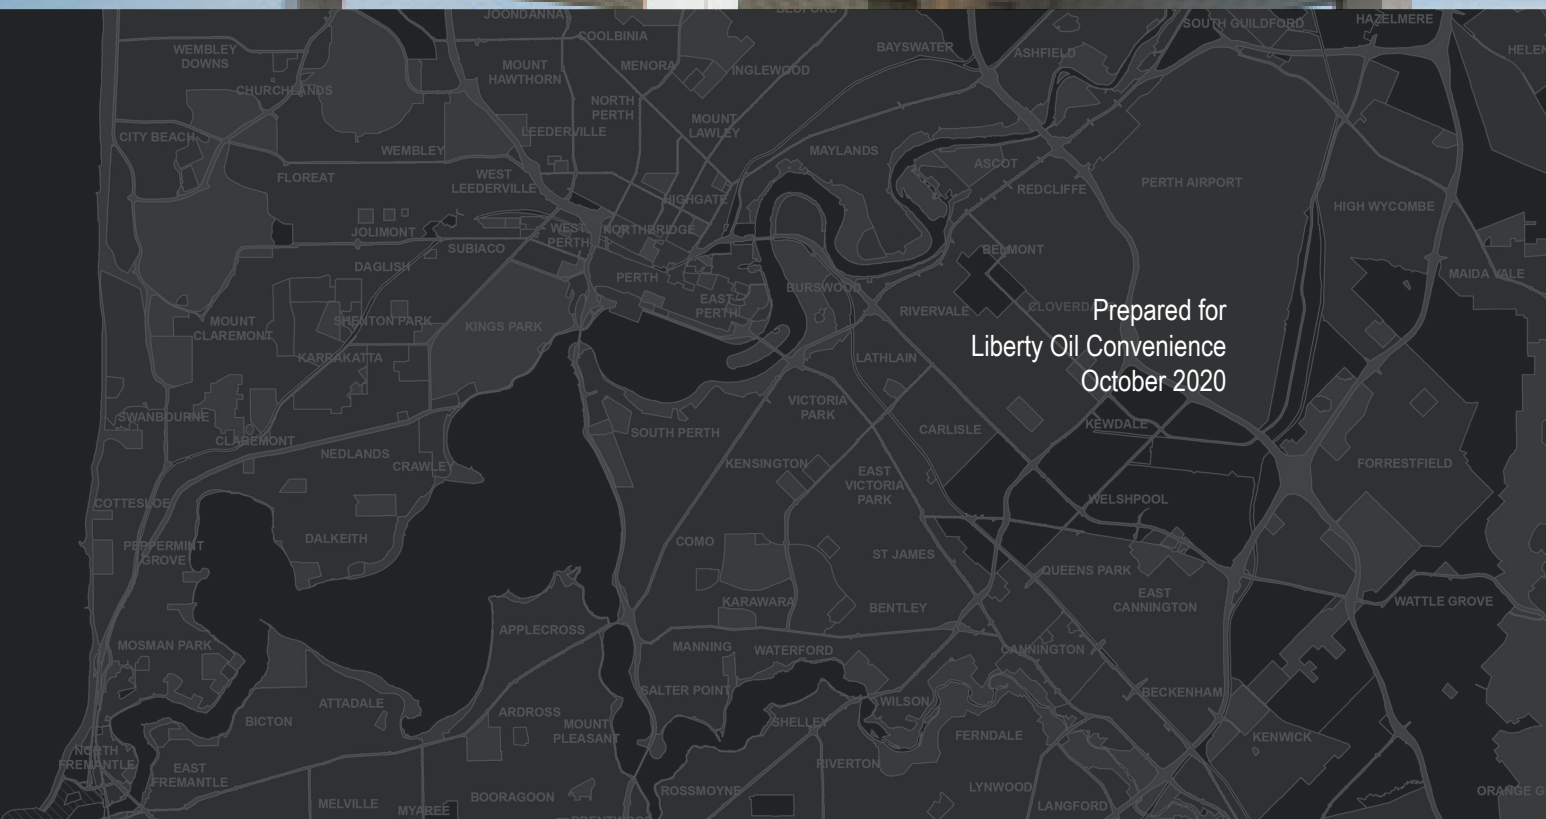 JOONDANNA
BEDFORD
SOUTH GUILDFORD
HAZELMERE
COOLBINIA
WEMBLEY
DOWNS
BAYSWATER
ASHFIELD
MOUNT
HAWTHORN
MENORA
INGLEWOOD
CHURCHLANDS
NORTH
PERTH
MOUNT
LAWLEY
CITY BEACH
LEEDERVILLE
WEMBLEY
MAYLANDS
ASCOT
FLOREAT
WEST
LEEDERVILLE
REDCLIFFE
PERTH AIRPORT
HIGHGATE
HIGH WYCOMBE
JOLIMONT
WEST
PERTH
NORTHBRIDGE
SUBIACO
BELMONT
DAGLISH
PERTH
MAIDA VALE
BURSWOOD
EAST
PERTH
RIVERVALE
Prepared for
Liberty Oil Convenience
October 2020
MOUNT
CLAREMONT
SHENTON PARK
KINGS PARK
KARRAKATTA
LATHLAIN
VICTORIA
PARK
SWANBOURNE
CLAREMONT
SOUTH PERTH
CARLISLE
KEWDALE
NEDLANDS
CRAWLEY
KENSINGTON
EAST
VICTORIA
PARK
FORRESTFIELD
COTTESLOE
WELSHPOOL
PEPPERMINT
GROVE
DALKEITH
COMO
ST JAMES
QUEENS PARK
EAST
CANNINGTON
KARAWARA
BENTLEY
WATTLE GROVE
APPLECROSS
MOSMAN PARK
MANNING
WATERFORD
CANNINGTON
SALTER POINT
BECKENHAM
ATTADALE
WILSON
BICTON
ARDROSS
MOUNT
PLEASANT
SHELLEY
FERNDALE
KENWICK
NORTH
FREMANTLE
EAST
FREMANTLE
RIVERTON
LYNWOOD
ROSSMOYNE
BOORAGOON
MELVILLE
MYAREE
LANGFORD